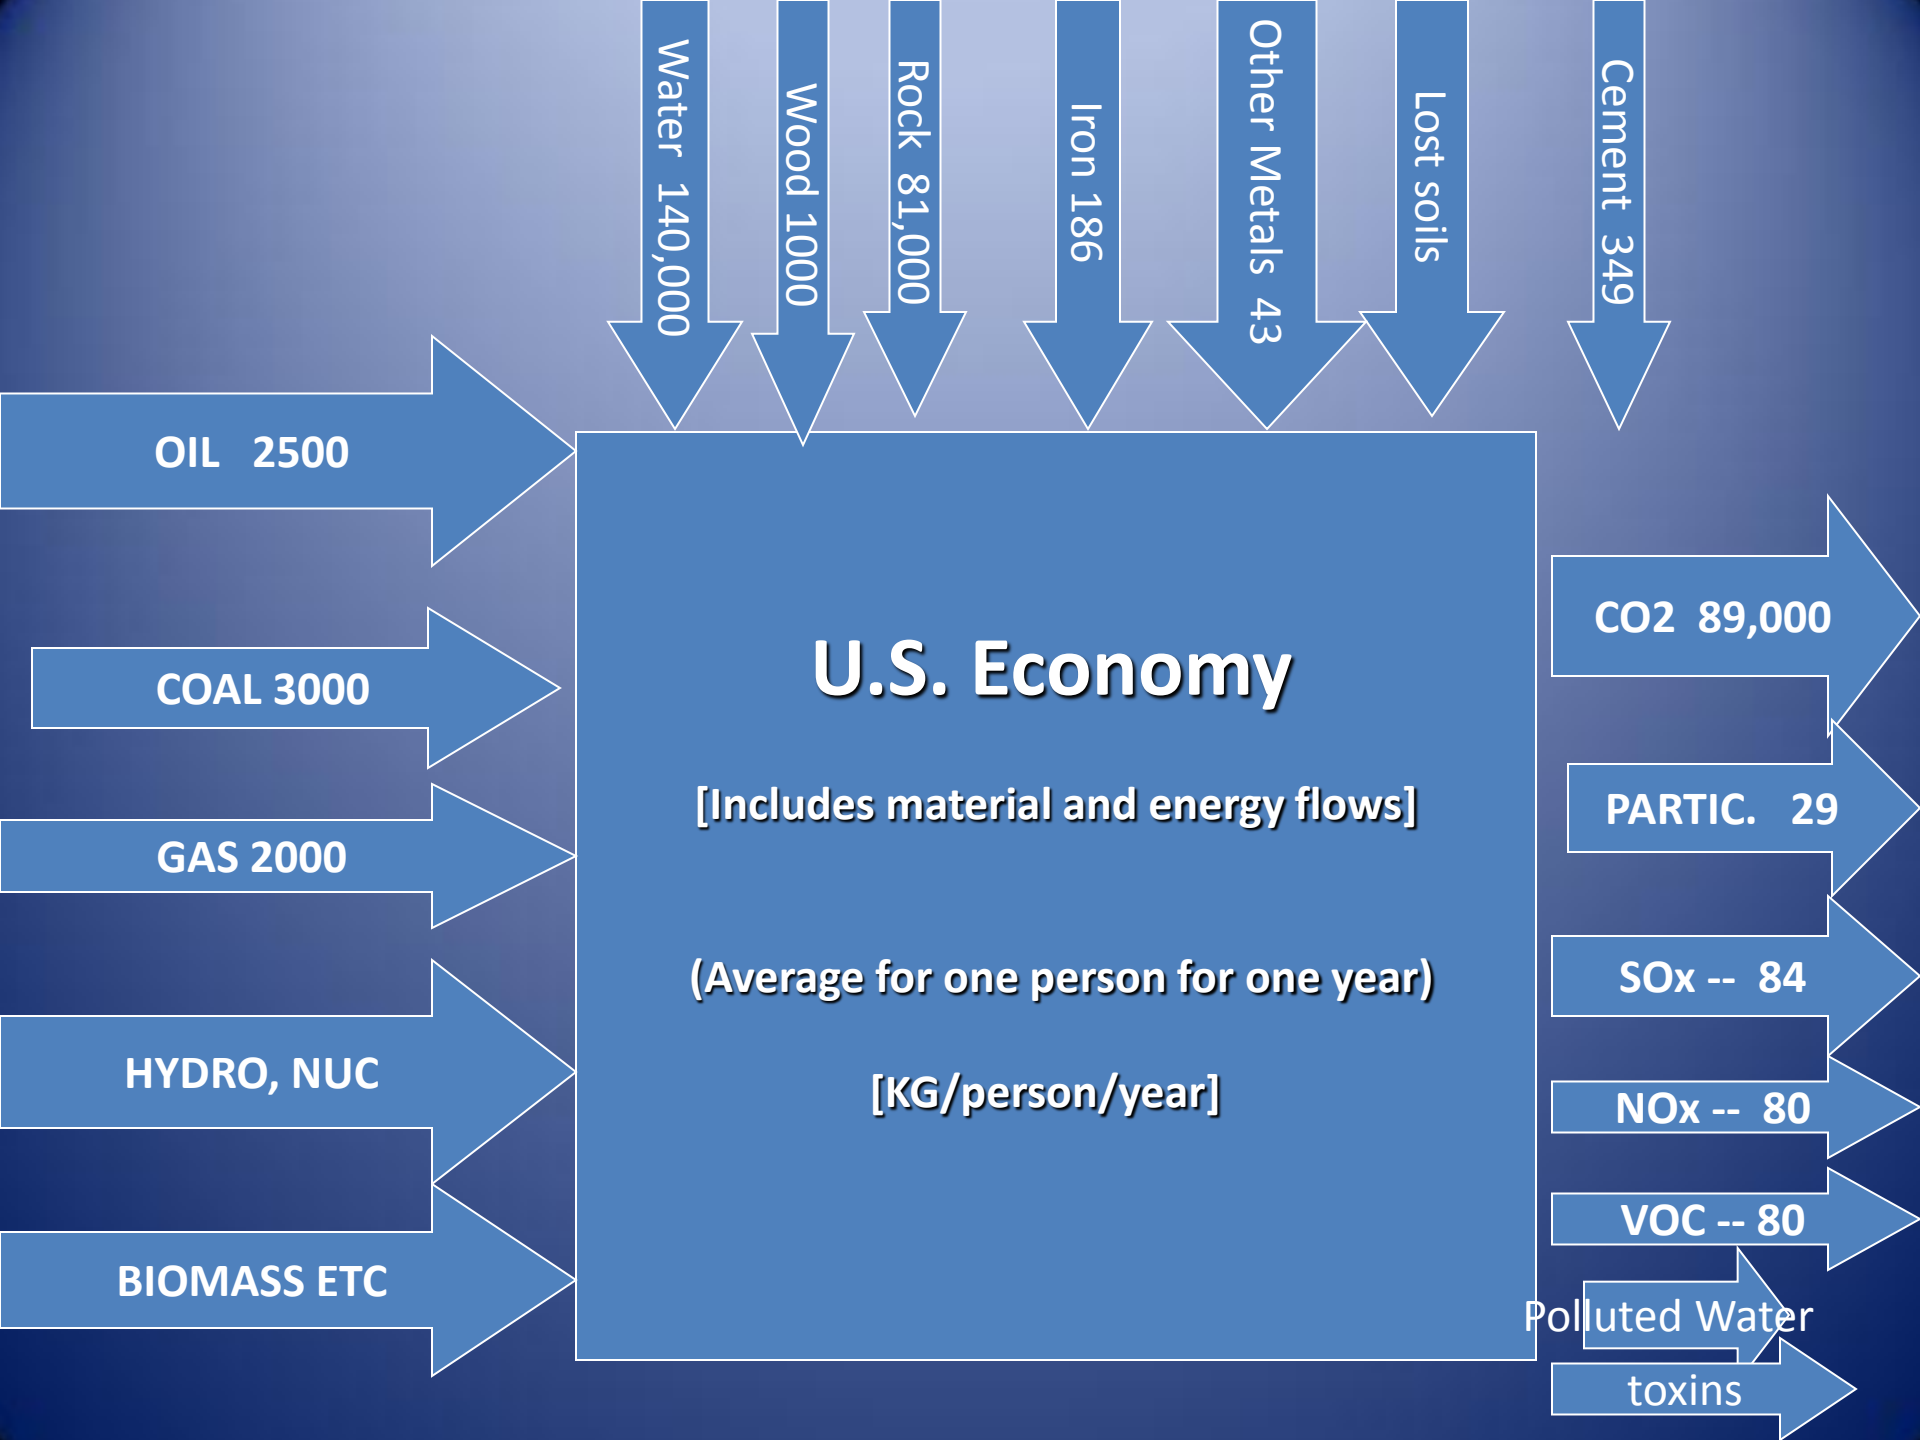 Water 140,000
Wood 1000
Rock 81,000
Iron 186
Other Metals 43
Lost soils
Cement 349
OIL 2500
COAL 3000
GAS 2000
HYDRO, NUC
BIOMASS ETC
U.S. Economy
[Includes material and energy flows]
(Average for one person for one year)
[KG/person/year]
CO2 89,000
PARTIC. 29
SOx -- 84
NOx -- 80
VOC -- 80
Polluted Water
toxins